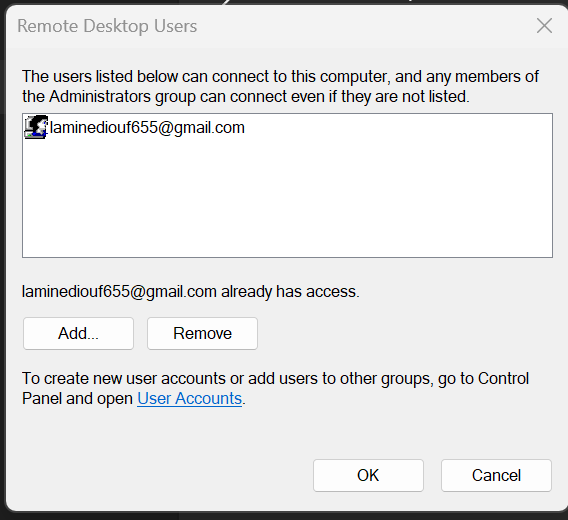 Remote Desktop Users
The users listed below can connect to this computer, and any members of
the Administrators group can connect even if they are not listed.
laminediouf655@gmail.com
laminediouf655@gmail.com already has access.
Add...
Remove
To create new user accounts or add users to other groups, go to Control
Panel and open User Accounts.
OK
Cancel